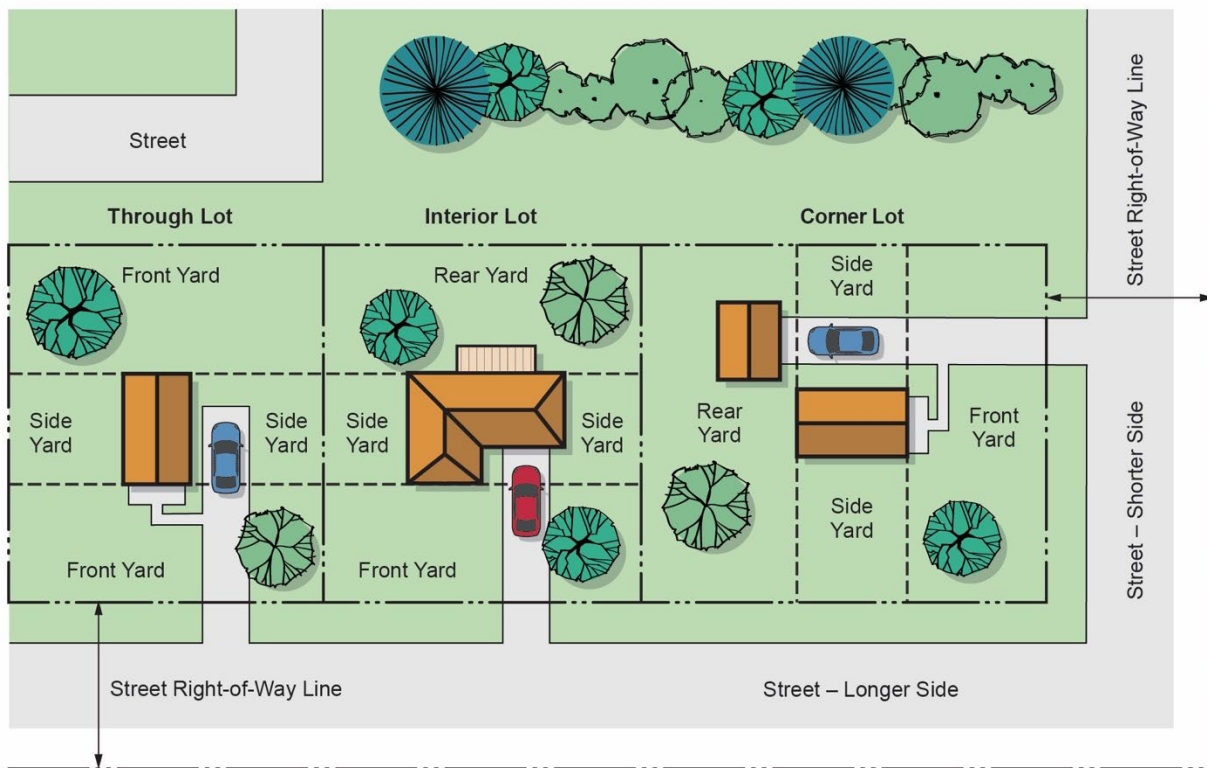 Street
Street Right-of-Way Line
Through Lot
Interior Lot
Corner Lot
Front Yard
Rear Yard
Side
Yard
Side
Yard
Side
Yard
Side
Yard
Side
Yard
Rear
Yard
Front
Yard
Side
Yard
Front Yard
Front Yard
Street – Shorter Side
Street Right-of-Way Line
Street – Longer Side